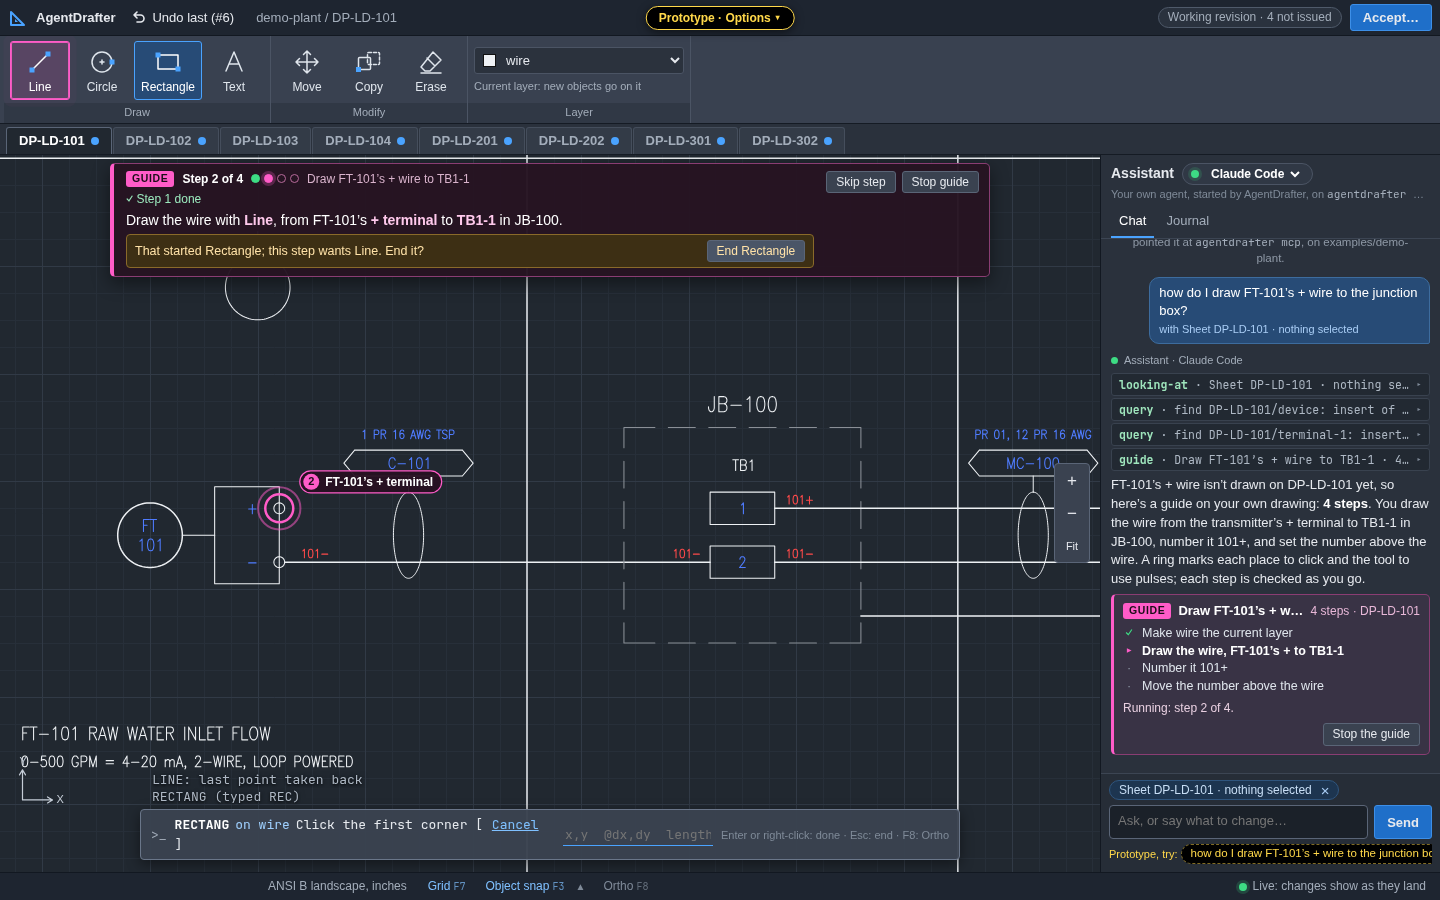 AgentDrafter
Undo last (#6)
demo-plant / DP-LD-101
Prototype · Options ▾
Working revision · 4 not issued
Accept…
Line
Circle
Rectangle
Text
Move
Copy
Erase
wire
Current layer: new objects go on it
Draw
Modify
Layer
DP-LD-101
DP-LD-102
DP-LD-103
DP-LD-104
DP-LD-201
DP-LD-202
DP-LD-301
DP-LD-302
GUIDE Step 2 of 4 Draw FT-101’s + wire to TB1-1
Skip step
Stop guide
✓ Step 1 done
Draw the wire with Line, from FT-101’s + terminal to TB1-1 in JB-100.
That started Rectangle; this step wants Line. End it?
End Rectangle
JB-100
1 PR 16 AWG TSP
C-101
2 FT-101’s + terminal
TB1
PR 01, 12 PR 16 AWG
MC-100
FT
101
+
−
101−
1
101+
101−
2
101−
+
−
Fit
FT-101 RAW WATER INLET FLOW
0-500 GPM = 4-20 mA, 2-WIRE, LOOP POWERED
Y
X
LINE: last point taken back
RECTANG (typed REC)
>_ RECTANG on wire Click the first corner [ Cancel
]
x,y @dx,dy length
Enter or right-click: done · Esc: end · F8: Ortho
Assistant
Claude Code
Your own agent, started by AgentDrafter, on agentdrafter …
Chat
Journal
pointed it at agentdrafter mcp, on examples/demo-
plant.
how do I draw FT-101’s + wire to the junction
box?
with Sheet DP-LD-101 · nothing selected
Assistant · Claude Code
looking-at · Sheet DP-LD-101 · nothing se… ▸
query · find DP-LD-101/device: insert of … ▸
query · find DP-LD-101/terminal-1: insert… ▸
guide · Draw FT-101’s + wire to TB1-1 · 4… ▸
FT-101’s + wire isn’t drawn on DP-LD-101 yet, so
here’s a guide on your own drawing: 4 steps. You draw
the wire from the transmitter’s + terminal to TB1-1 in
JB-100, number it 101+, and set the number above the
wire. A ring marks each place to click and the tool to
use pulses; each step is checked as you go.
GUIDE Draw FT-101’s + w… 4 steps · DP-LD-101
✓ Make wire the current layer
▸ Draw the wire, FT-101’s + to TB1-1
· Number it 101+
· Move the number above the wire
Running: step 2 of 4.
Stop the guide
Sheet DP-LD-101 · nothing selected ×
Ask, or say what to change…
Send
Prototype, try: how do I draw FT-101’s + wire to the junction bo
ANSI B landscape, inches
Grid F7
Object snap F3 ▴
Ortho F8
Live: changes show as they land